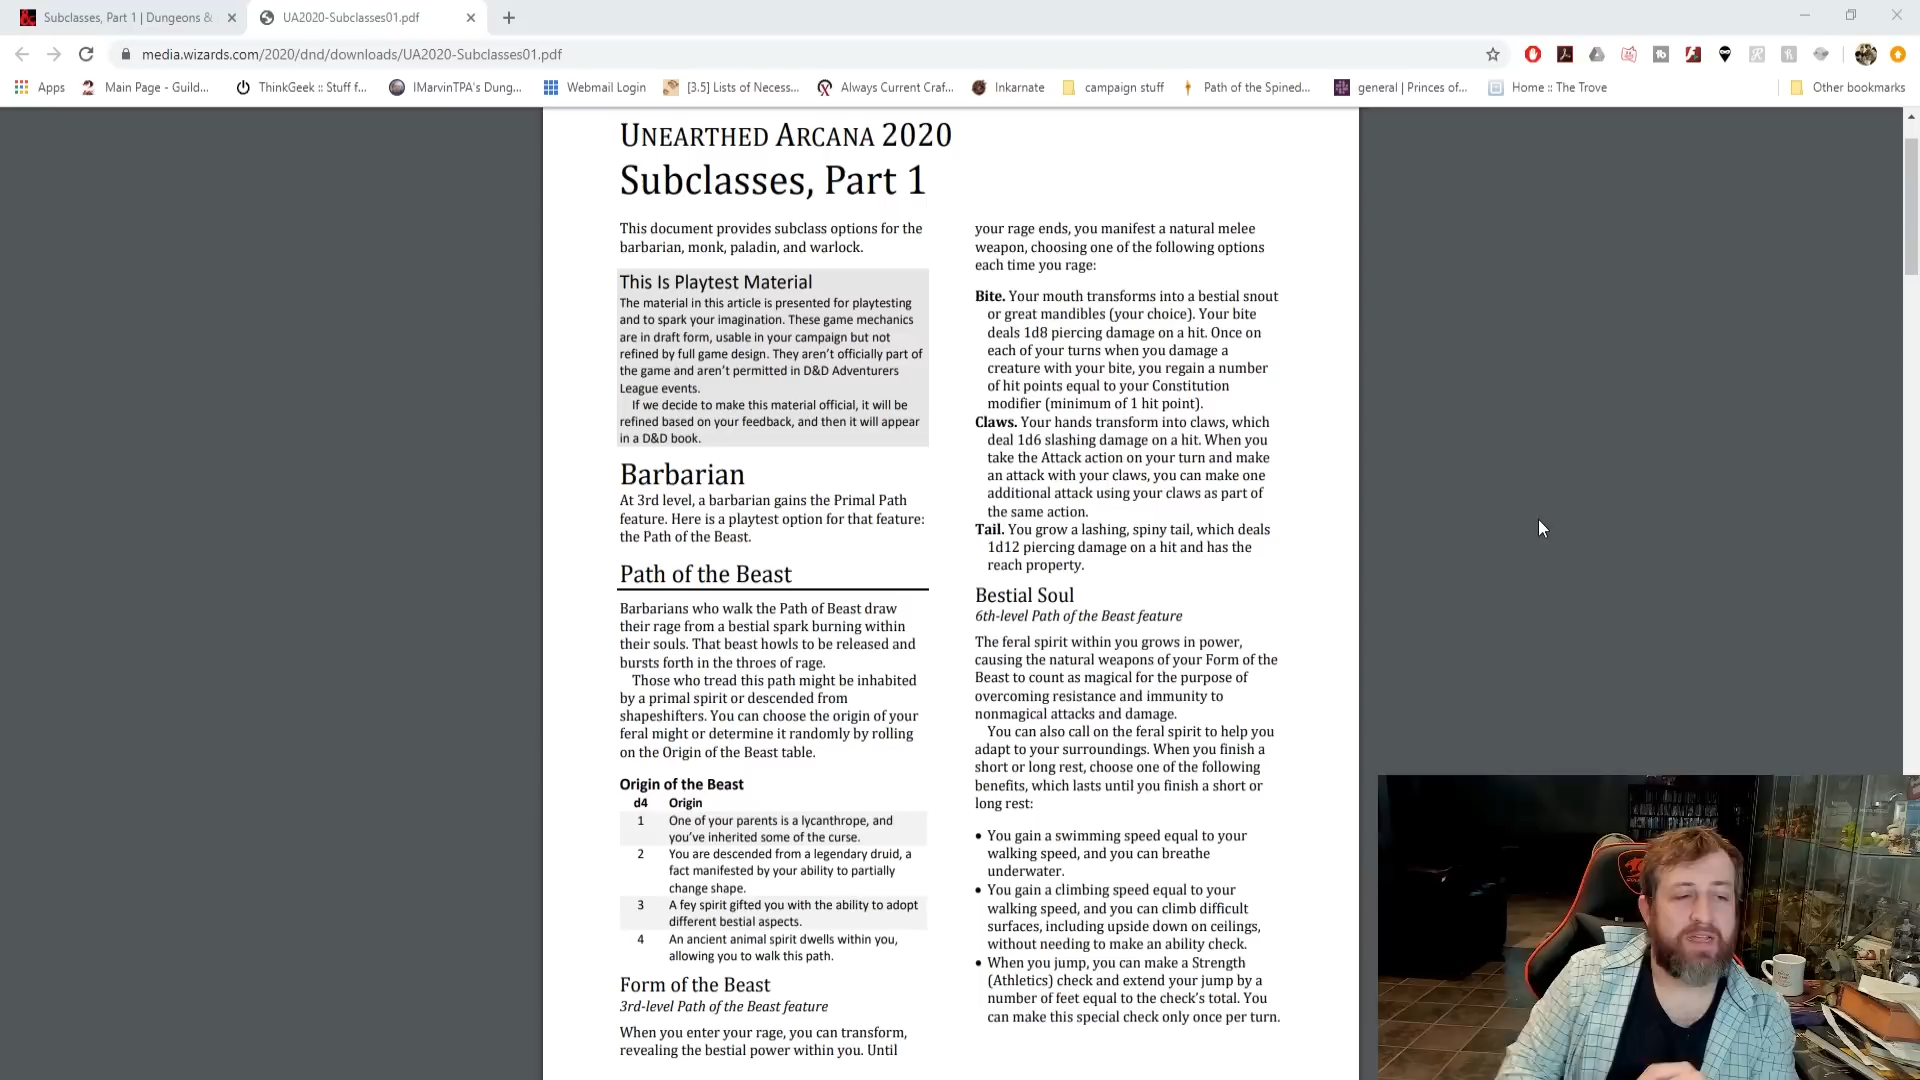 Subclasses, Part 1 | Dungeons &
UA2020-Subclasses01.pdf
media.wizards.com/2020/dnd/downloads/UA2020-Subclasses01.pdf
Apps
Main Page - Guild...
ThinkGeek :: Stuff f...
IMarvinTPA's Dung...
Webmail Login
[3.5] Lists of Necess...
Always Current Craf...
Inkarnate
campaign stuff
Path of the Spined...
general | Princes of...
Home :: The Trove
Other bookmarks
UNEARTHED ARCANA 2020
Subclasses, Part 1
This document provides subclass options for the
barbarian, monk, paladin, and warlock.
This Is Playtest Material
The material in this article is presented for playtesting
and to spark your imagination. These game mechanics
are in draft form, usable in your campaign but not
refined by full game design. They aren't officially part of
the game and aren't permitted in D&D Adventurers
League events.
If we decide to make this material official, it will be
refined based on your feedback, and then it will appear
in a D&D book.
Barbarian
At 3rd level, a barbarian gains the Primal Path
feature. Here is a playtest option for that feature:
the Path of the Beast.
Path of the Beast
Barbarians who walk the Path of Beast draw
their rage from a bestial spark burning within
their souls. That beast howls to be released and
bursts forth in the throes of rage.
Those who tread this path might be inhabited
by a primal spirit or descended from
shapeshifters. You can choose the origin of your
feral might or determine it randomly by rolling
on the Origin of the Beast table.
Origin of the Beast
d4 Origin
1 One of your parents is a lycanthrope, and
you've inherited some of the curse.
2 You are descended from a legendary druid, a
fact manifested by your ability to partially
change shape.
3 A fey spirit gifted you with the ability to adopt
different bestial aspects.
4 An ancient animal spirit dwells within you,
allowing you to walk this path.
Form of the Beast
3rd-level Path of the Beast feature
When you enter your rage, you can transform,
revealing the bestial power within you. Until
your rage ends, you manifest a natural melee
weapon, choosing one of the following options
each time you rage:
Bite. Your mouth transforms into a bestial snout
or great mandibles (your choice). Your bite
deals 1d8 piercing damage on a hit. Once on
each of your turns when you damage a
creature with your bite, you regain a number
of hit points equal to your Constitution
modifier (minimum of 1 hit point).
Claws. Your hands transform into claws, which
deal 1d6 slashing damage on a hit. When you
take the Attack action on your turn and make
an attack with your claws, you can make one
additional attack using your claws as part of
the same action.
Tail. You grow a lashing, spiny tail, which deals
1d12 piercing damage on a hit and has the
reach property.
Bestial Soul
6th-level Path of the Beast feature
The feral spirit within you grows in power,
causing the natural weapons of your Form of the
Beast to count as magical for the purpose of
overcoming resistance and immunity to
nonmagical attacks and damage.
You can also call on the feral spirit to help you
adapt to your surroundings. When you finish a
short or long rest, choose one of the following
benefits, which lasts until you finish a short or
long rest:
• You gain a swimming speed equal to your
walking speed, and you can breathe
underwater.
• You gain a climbing speed equal to your
walking speed, and you can climb difficult
surfaces, including upside down on ceilings,
without needing to make an ability check.
• When you jump, you can make a Strength
(Athletics) check and extend your jump by a
number of feet equal to the check's total. You
can make this special check only once per turn.